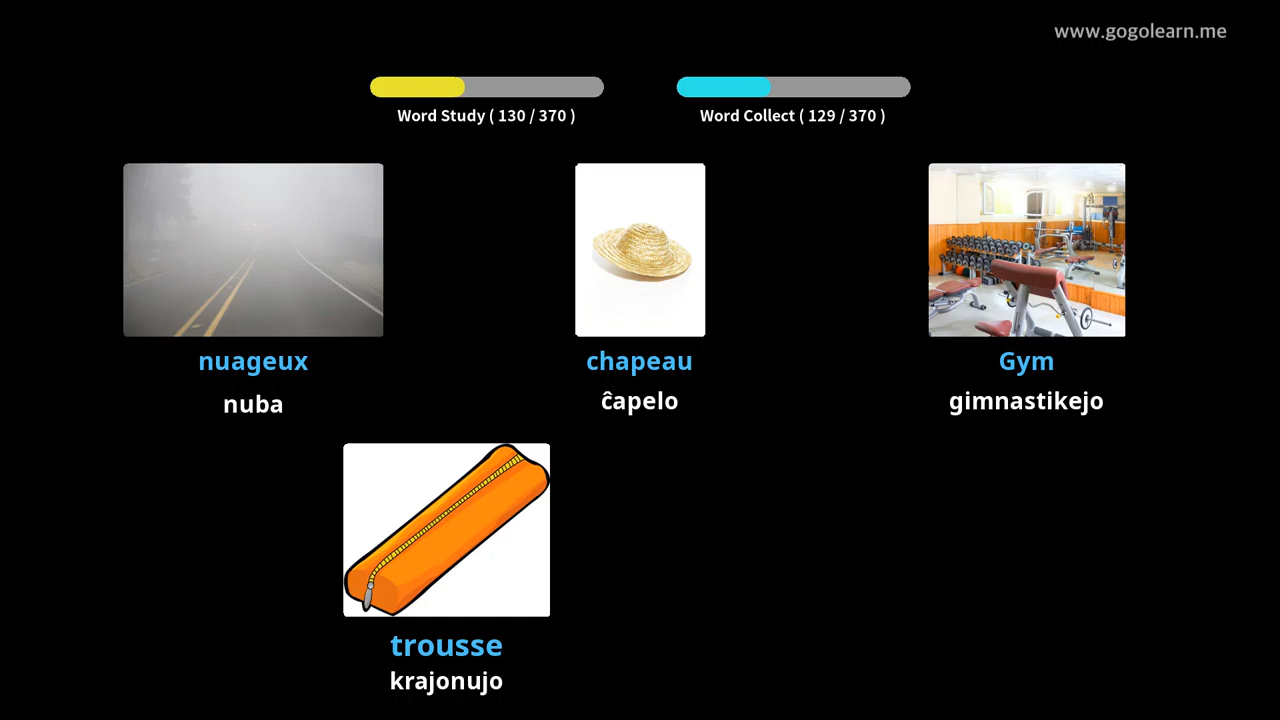 www.gogolearn.me
Word Study ( 130 / 370 )
Word Collect ( 129 / 370 )
nuageux
nuba
chapeau
ĉapelo
Gym
gimnastikejo
trousse
krajonujo